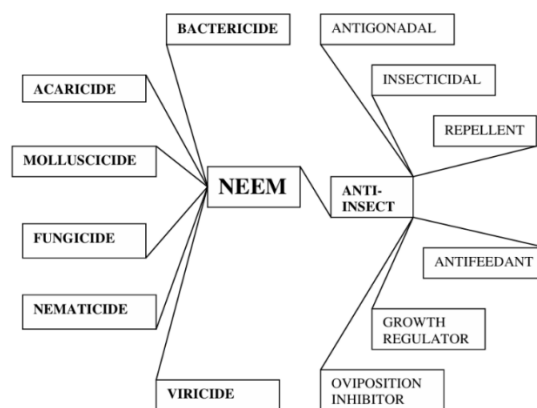 BACTERICIDE
ANTIGONADAL
INSECTICIDAL
ACARICIDE
REPELLENT
MOLLUSCICIDE
NEEM
ANTI-
INSECT
FUNGICIDE
ANTIFEEDANT
NEMATICIDE
GROWTH
REGULATOR
VIRICIDE
OVIPOSITION
INHIBITOR